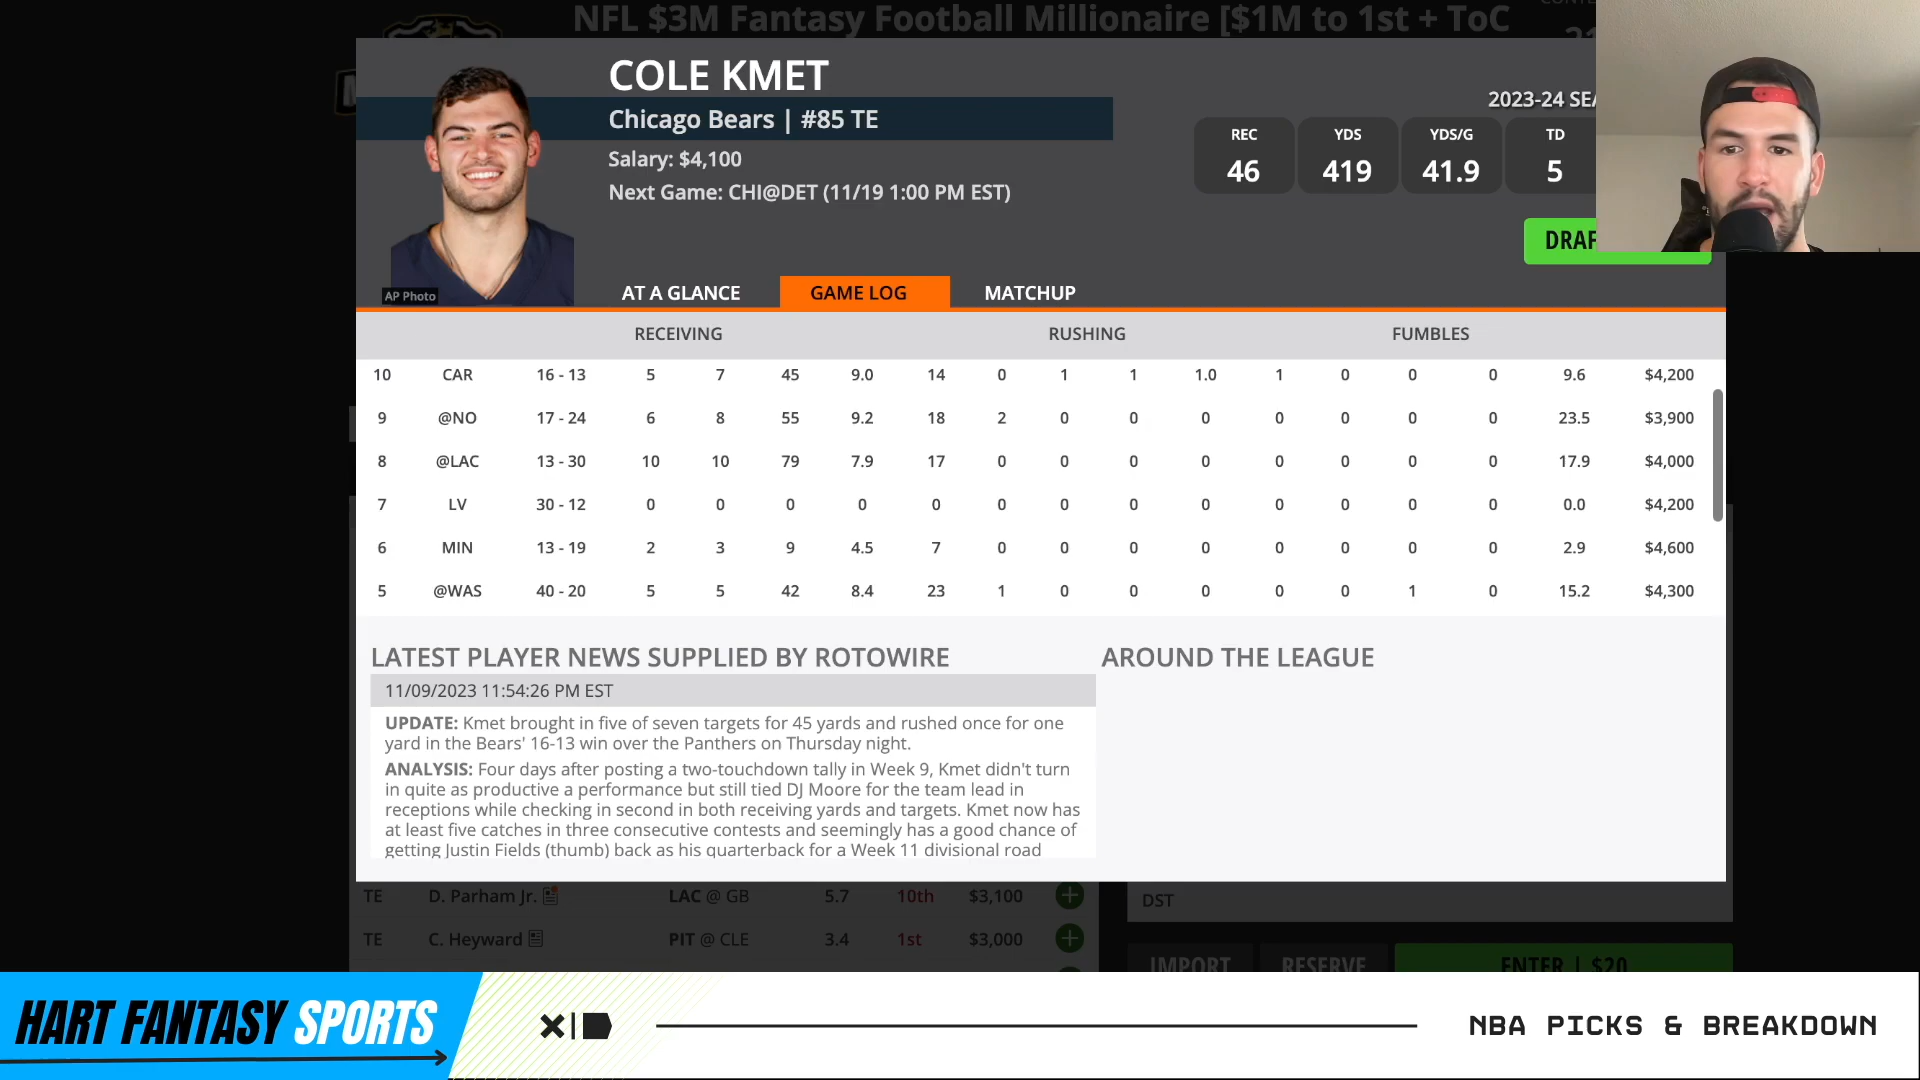 NFL $3M Fantasy Football Millionaire [$1M to 1st + ToC
COLE KMET
Chicago Bears | #85 TE
Salary: $4,100
Next Game: CHI@DET (11/19 1:00 PM EST)
AP Photo
REC YDS YDS/G TD
46 419 41.9 5
AT A GLANCE GAME LOG MATCHUP
RECEIVING RUSHING FUMBLES
10 CAR 16 - 13 5 7 45 9.0 14 0 1 1 1.0 1 0 0 0 9.6 $4,200
9 @NO 17 - 24 6 8 55 9.2 18 2 0 0 0 0 0 0 0 23.5 $3,900
8 @LAC 13 - 30 10 10 79 7.9 17 0 0 0 0 0 0 0 0 17.9 $4,000
7 LV 30 - 12 0 0 0 0 0 0 0 0 0 0 0 0 0 0.0 $4,200
6 MIN 13 - 19 2 3 9 4.5 7 0 0 0 0 0 0 0 0 2.9 $4,600
5 @WAS 40 - 20 5 5 42 8.4 23 1 0 0 0 0 0 1 0 15.2 $4,300
LATEST PLAYER NEWS SUPPLIED BY ROTOWIRE
11/09/2023 11:54:26 PM EST
UPDATE: Kmet brought in five of seven targets for 45 yards and rushed once for one
yard in the Bears' 16-13 win over the Panthers on Thursday night.
ANALYSIS: Four days after posting a two-touchdown tally in Week 9, Kmet didn't turn
in quite as productive a performance but still tied DJ Moore for the team lead in
receptions while checking in second in both receiving yards and targets. Kmet now has
at least five catches in three consecutive contests and seemingly has a good chance of
getting Justin Fields (thumb) back as his quarterback for a Week 11 divisional road
AROUND THE LEAGUE
TE D. Parham Jr. LAC @ GB 5.7 10th $3,100
TE C. Heyward PIT @ CLE 3.4 1st $3,000
DST
IMPORT RESERVE ENTER | $20
HART FANTASY SPORTS
NBA PICKS & BREAKDOWN
2023-24